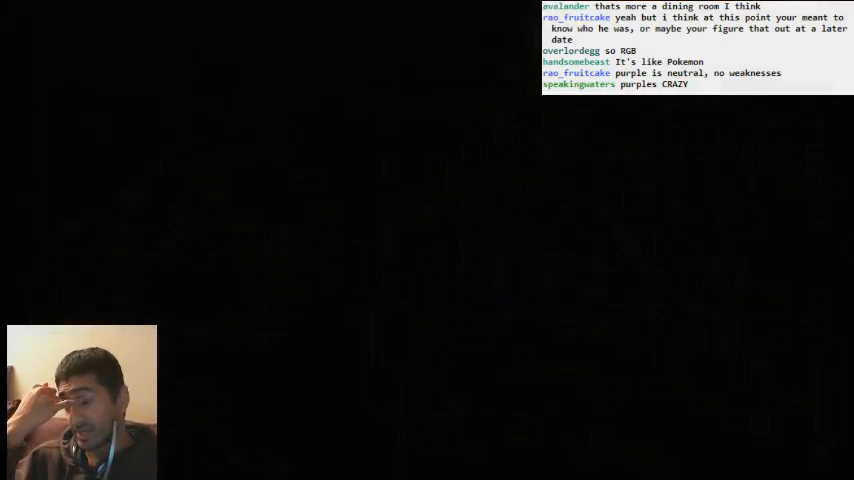 avalander thats more a dining room I think
rao_fruitcake yeah but i think at this point your meant to
know who he was, or maybe your figure that out at a later
date
overlordegg so RGB
handsomebeast It's like Pokemon
rao_fruitcake purple is neutral, no weaknesses
speakingwaters purples CRAZY